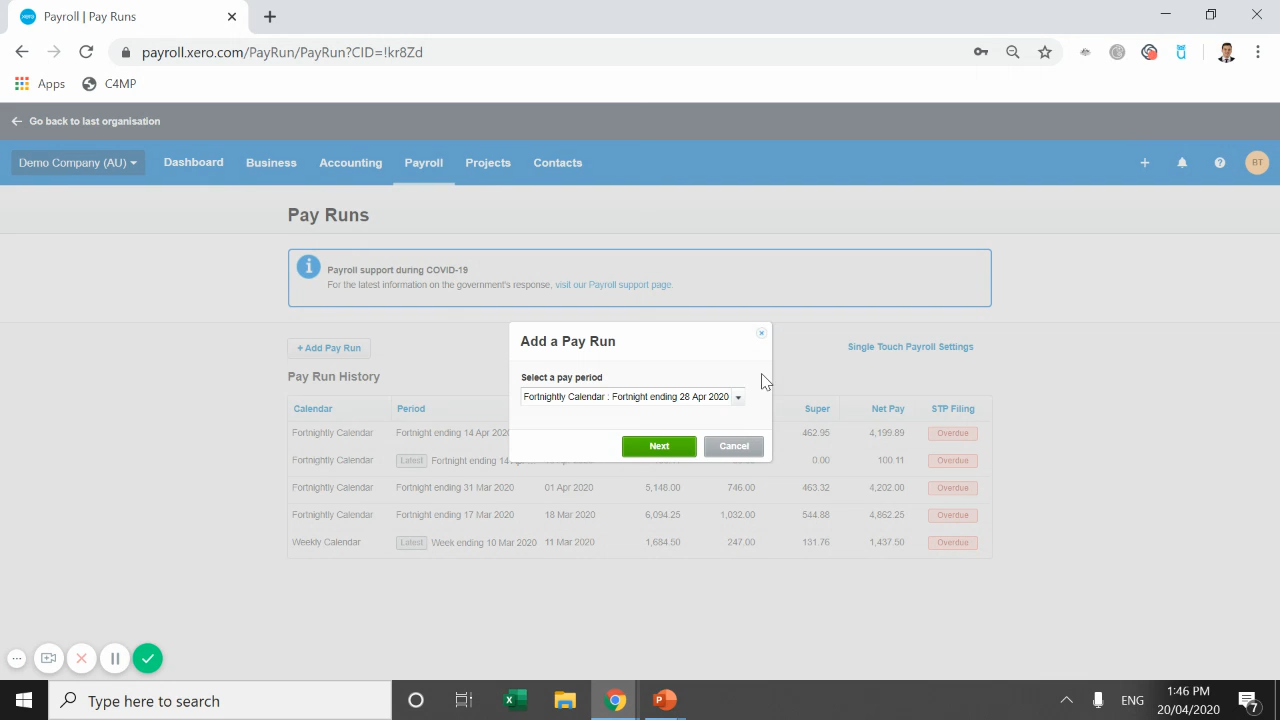 Payroll | Pay Runs
payroll.xero.com/PayRun/PayRun?CID=!kr8Zd
Apps C4MP
Go back to last organisation
Demo Company (AU) Dashboard Business Accounting Payroll Projects Contacts BT
Pay Runs
Payroll support during COVID-19
For the latest information on the government's response, visit our Payroll support page.
+ Add Pay Run Single Touch Payroll Settings
Pay Run History
Add a Pay Run
Select a pay period
Fortnightly Calendar : Fortnight ending 28 Apr 2020
Next Cancel
Calendar Period Super Net Pay STP Filing
Fortnightly Calendar Fortnight ending 14 Apr 2020 462.95 4,199.89 Overdue
Fortnightly Calendar Latest Fortnight ending 0.00 100.11 Overdue
Fortnightly Calendar Fortnight ending 31 Mar 2020 01 Apr 2020 5,148.00 746.00 463.32 4,202.00 Overdue
Fortnightly Calendar Fortnight ending 17 Mar 2020 18 Mar 2020 6,094.25 1,032.00 544.88 4,862.25 Overdue
Weekly Calendar Latest Week ending 10 Mar 2020 11 Mar 2020 1,684.50 247.00 131.76 1,437.50 Overdue
Type here to search
ENG
1:46 PM
20/04/2020
7